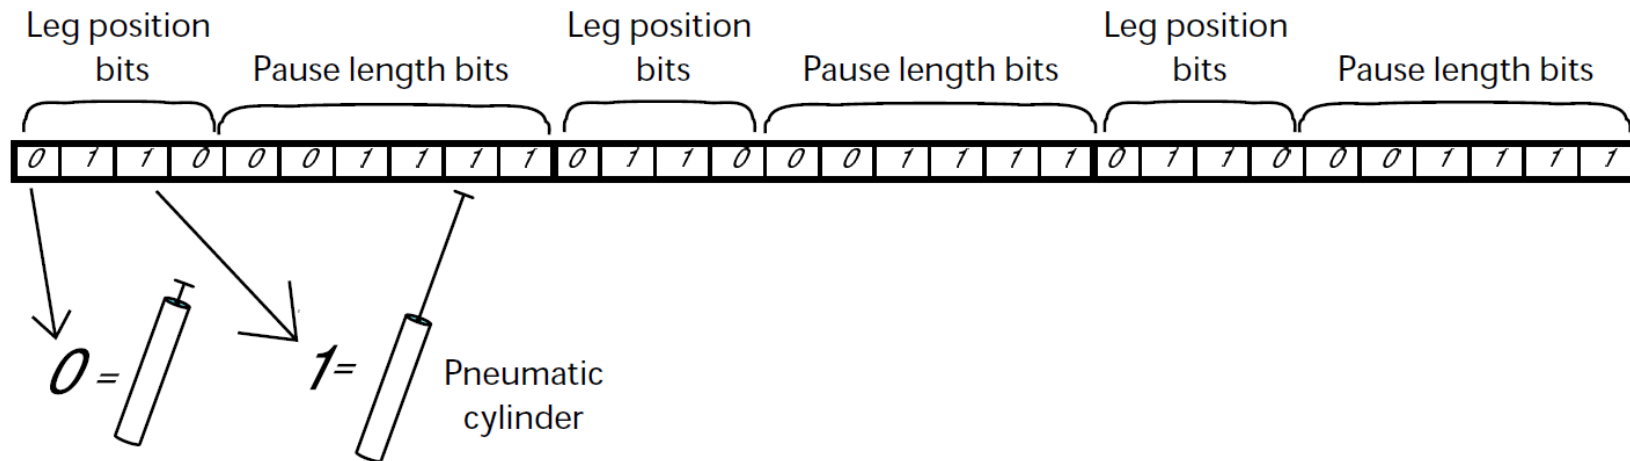 Leg position
bits
Pause length bits
Leg position
bits
Pause length bits
Leg position
bits
Pause length bits
0 1 1 0 0 0 1 1 1 1 0 1 1 0 0 0 1 1 1 1 0 1 1 0 0 0 1 1 1 1
0 =
1=
Pneumatic
cylinder